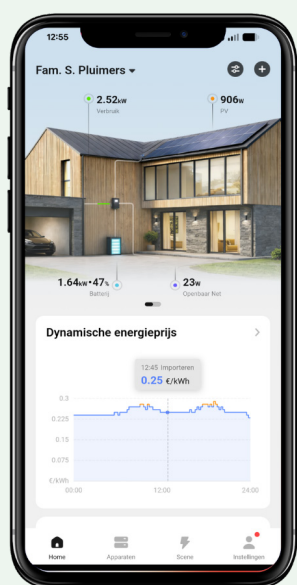 12:55
Fam. S. Pluimers
2.52kW
Verbruik
906W
PV
1.64kW•47%
Batterij
23W
Openbaar Net
Dynamische energieprijs
12:45 Importeren
0.25 €/kWh
0.3
0.225
0.15
0.075
€/kWh
00:00
12:00
24:00
Home
Apparaten
Scene
Instellingen